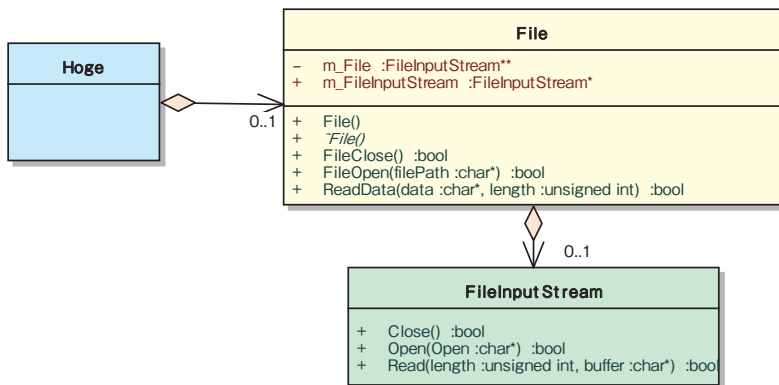 File
Hoge
- m_File :FileInputStream**
+ m_FileInputStream :FileInputStream*
0..1
+ File()
+ ~File()
+ FileClose() :bool
+ FileOpen(filePath :char*) :bool
+ ReadData(data :char*, length :unsigned int) :bool
0..1
FileInputStream
+ Close() :bool
+ Open(Open :char*) :bool
+ Read(length :unsigned int, buffer :char*) :bool